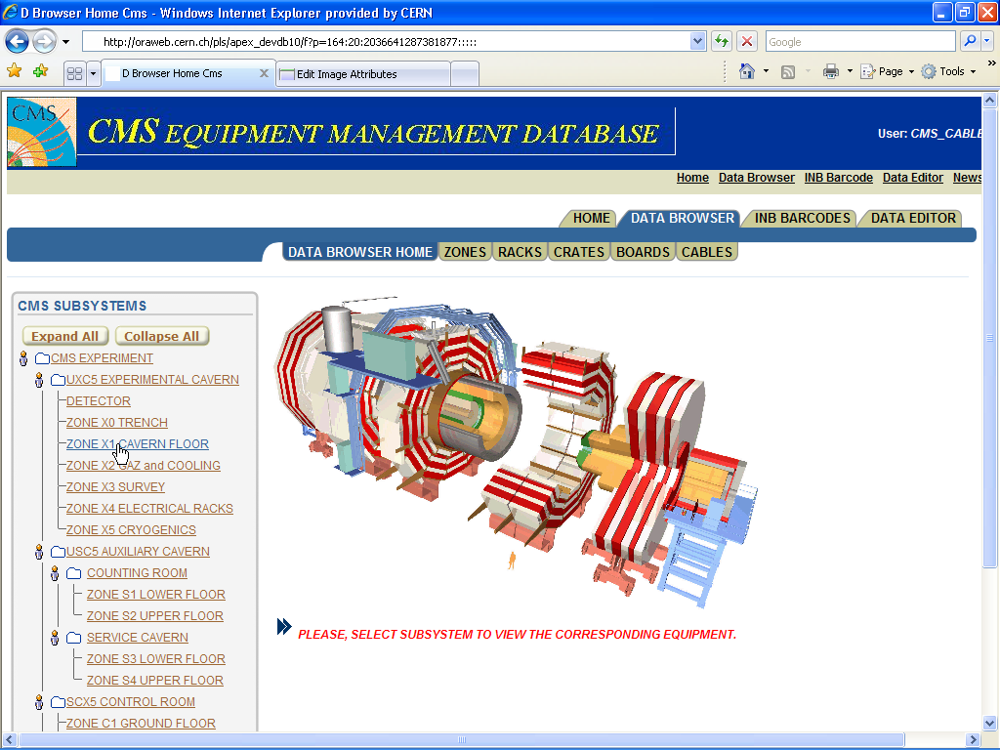 D Browser Home Cms - Windows Internet Explorer provided by CERN
http://oraweb.cern.ch/pls/apex_devdb10/f?p=164:20:2036641287381877:::::
Google
D Browser Home Cms
Edit Image Attributes
Page
Tools
CMS
CMS EQUIPMENT MANAGEMENT DATABASE
User: CMS_CABLE
Home Data Browser INB Barcode Data Editor News
HOME DATA BROWSER INB BARCODES DATA EDITOR
DATA BROWSER HOME ZONES RACKS CRATES BOARDS CABLES
CMS SUBSYSTEMS
Expand All Collapse All
CMS EXPERIMENT
UXC5 EXPERIMENTAL CAVERN
DETECTOR
ZONE X0 TRENCH
ZONE X1 CAVERN FLOOR
ZONE X2 GAZ and COOLING
ZONE X3 SURVEY
ZONE X4 ELECTRICAL RACKS
ZONE X5 CRYOGENICS
USC5 AUXILIARY CAVERN
COUNTING ROOM
ZONE S1 LOWER FLOOR
ZONE S2 UPPER FLOOR
SERVICE CAVERN
ZONE S3 LOWER FLOOR
ZONE S4 UPPER FLOOR
SCX5 CONTROL ROOM
ZONE C1 GROUND FLOOR
PLEASE, SELECT SUBSYSTEM TO VIEW THE CORRESPONDING EQUIPMENT.